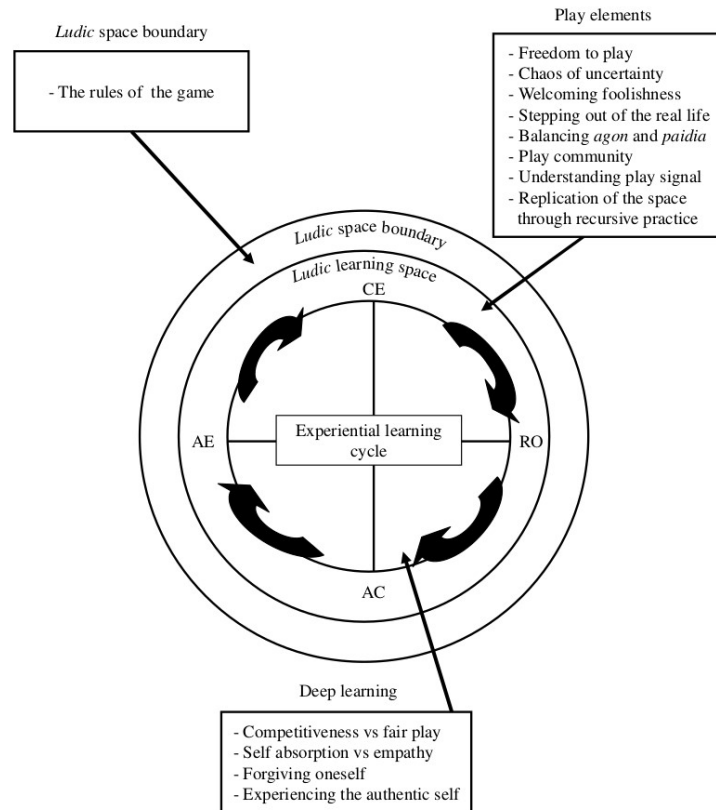 Ludic space boundary
- The rules of the game
Play elements
- Freedom to play
- Chaos of uncertainty
- Welcoming foolishness
- Stepping out of the real life
- Balancing agon and paidia
- Play community
- Understanding play signal
- Replication of the space
through recursive practice
Ludic space boundary
Ludic learning space
CE
AE
Experiential learning
cycle
RO
AC
Deep learning
- Competitiveness vs fair play
- Self absorption vs empathy
- Forgiving oneself
- Experiencing the authentic self